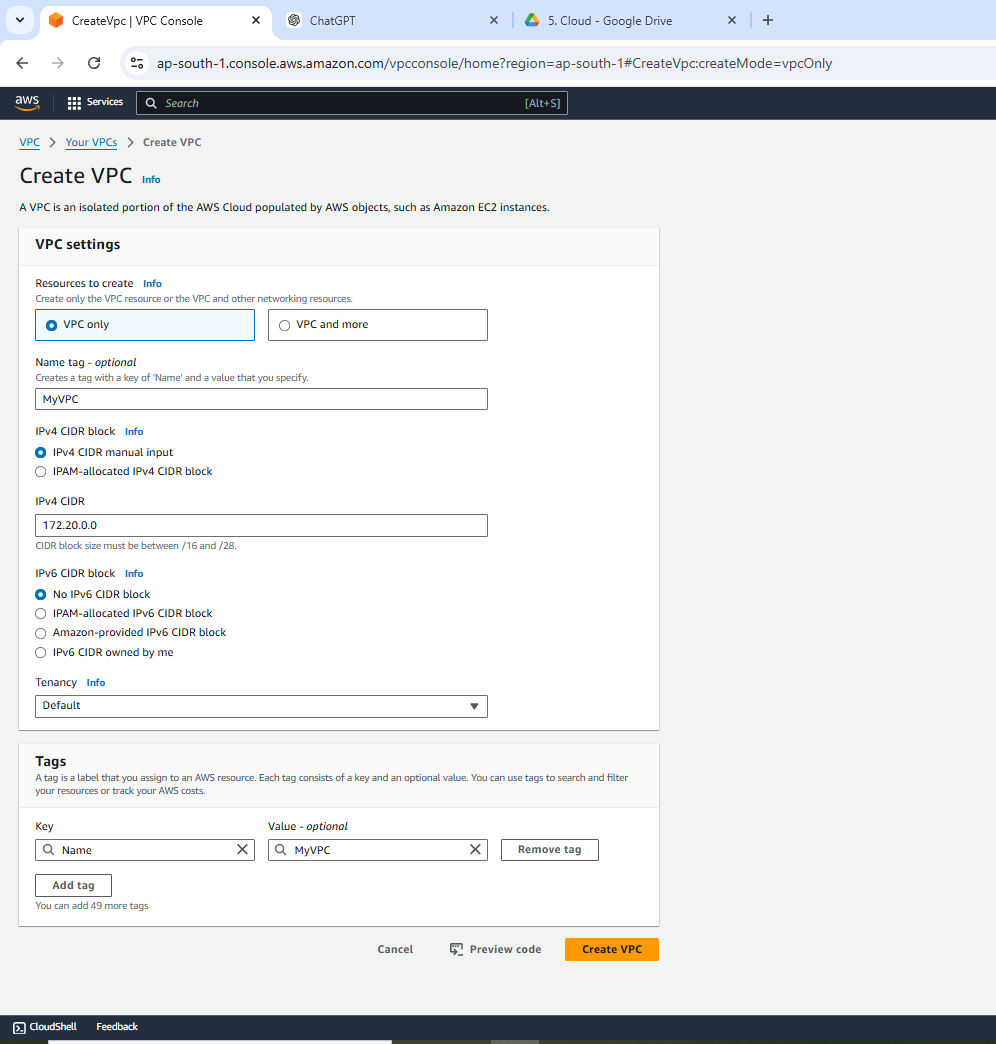 CreateVpc | VPC Console
ChatGPT
5. Cloud - Google Drive
ap-south-1.console.aws.amazon.com/vpcconsole/home?region=ap-south-1#CreateVpc:createMode=vpcOnly
aws Services Search [Alt+S]
VPC > Your VPCs > Create VPC
Create VPC Info
A VPC is an isolated portion of the AWS Cloud populated by AWS objects, such as Amazon EC2 instances.
VPC settings
Resources to create Info
Create only the VPC resource or the VPC and other networking resources.
VPC only VPC and more
Name tag - optional
Creates a tag with a key of 'Name' and a value that you specify.
MyVPC
IPv4 CIDR block Info
IPv4 CIDR manual input
IPAM-allocated IPv4 CIDR block
IPv4 CIDR
172.20.0.0
CIDR block size must be between /16 and /28.
IPv6 CIDR block Info
No IPv6 CIDR block
IPAM-allocated IPv6 CIDR block
Amazon-provided IPv6 CIDR block
IPv6 CIDR owned by me
Tenancy Info
Default
Tags
A tag is a label that you assign to an AWS resource. Each tag consists of a key and an optional value. You can use tags to search and filter
your resources or track your AWS costs.
Key Value - optional
Name MyVPC Remove tag
Add tag
You can add 49 more tags
Cancel Preview code Create VPC
CloudShell Feedback